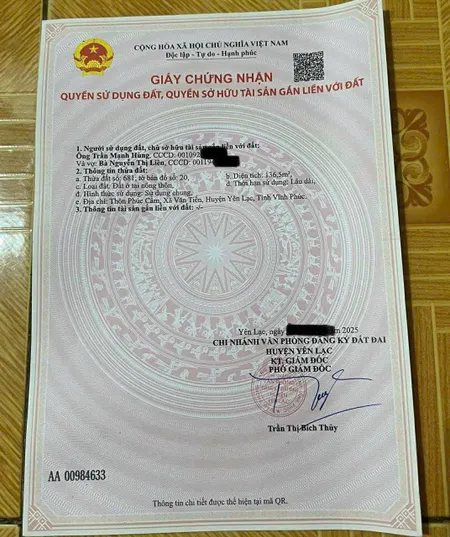 CỘNG HÒA XÃ HỘI CHỦ NGHĨA VIỆT NAM
Độc lập - Tự do - Hạnh phúc
GIẤY CHỨNG NHẬN
QUYỀN SỬ DỤNG ĐẤT, QUYỀN SỞ HỮU TÀI SẢN GẮN LIỀN VỚI ĐẤT
1. Người sử dụng đất, chủ sở hữu tài sản gắn liền với đất:
Ông Trần Mạnh Hùng, CCCD: 001092
Và vợ: Bà Nguyễn Thị Liên, CCCD: 00119
2. Thông tin thửa đất:
a. Thửa đất số: 681; tờ bản đồ số: 20, b. Diện tích: 136,5m²,
c. Loại đất: Đất ở tại nông thôn, d. Thời hạn sử dụng: Lâu dài,
đ. Hình thức sử dụng: Sử dụng chung,
e. Địa chỉ: Thôn Phúc Cẩm, Xã Văn Tiến, Huyện Yên Lạc, Tỉnh Vĩnh Phúc.
3. Thông tin tài sản gắn liền với đất: -/-
Yên Lạc, ngày 2025
CHI NHÁNH VĂN PHÒNG ĐĂNG KÝ ĐẤT ĐAI
HUYỆN YÊN LẠC
KT. GIÁM ĐỐC
PHÓ GIÁM ĐỐC
Trần Thị Bích Thủy
AA 00984633
Thông tin chi tiết được thể hiện tại mã QR.